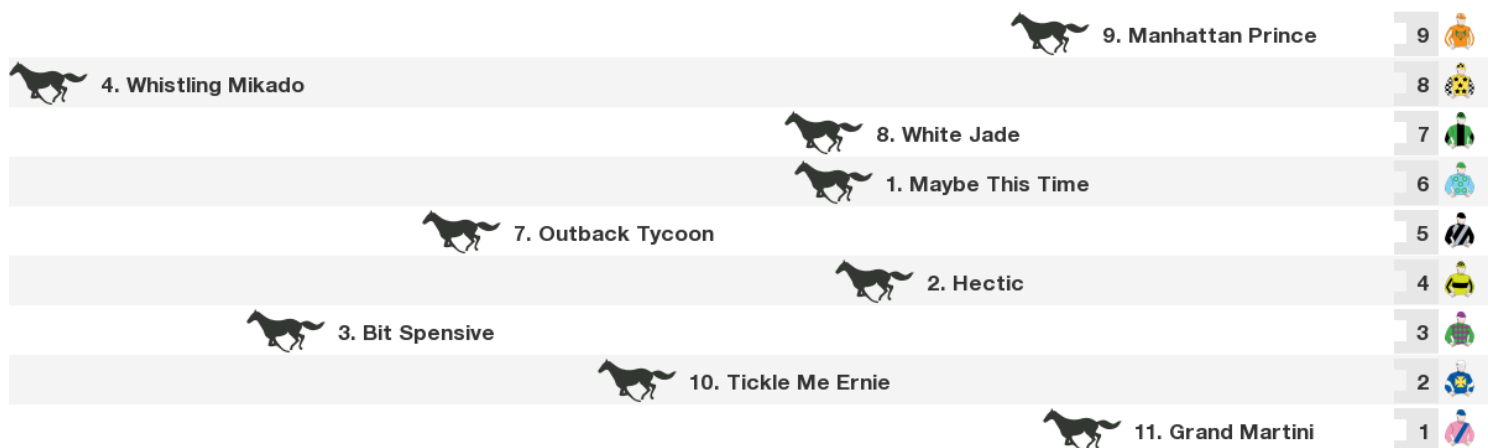 9. Manhattan Prince 9
4. Whistling Mikado 8
8. White Jade 7
1. Maybe This Time 6
7. Outback Tycoon 5
2. Hectic 4
3. Bit Spensive 3
10. Tickle Me Ernie 2
11. Grand Martini 1